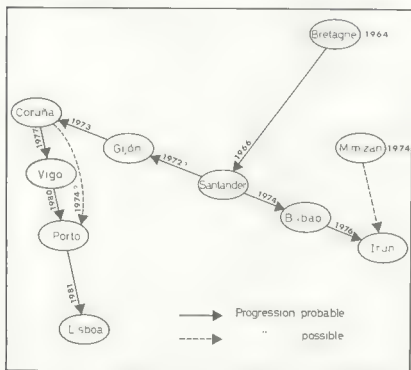 Bretagne 1964
1966
Coruña
1973
Gijón
1972?
Mimizan 1974
1977
1974?
Vigo
Santander
1974
Bilbao
1976
Irun
1980
Porto
1981
Lisboa
Progression probable
" possible